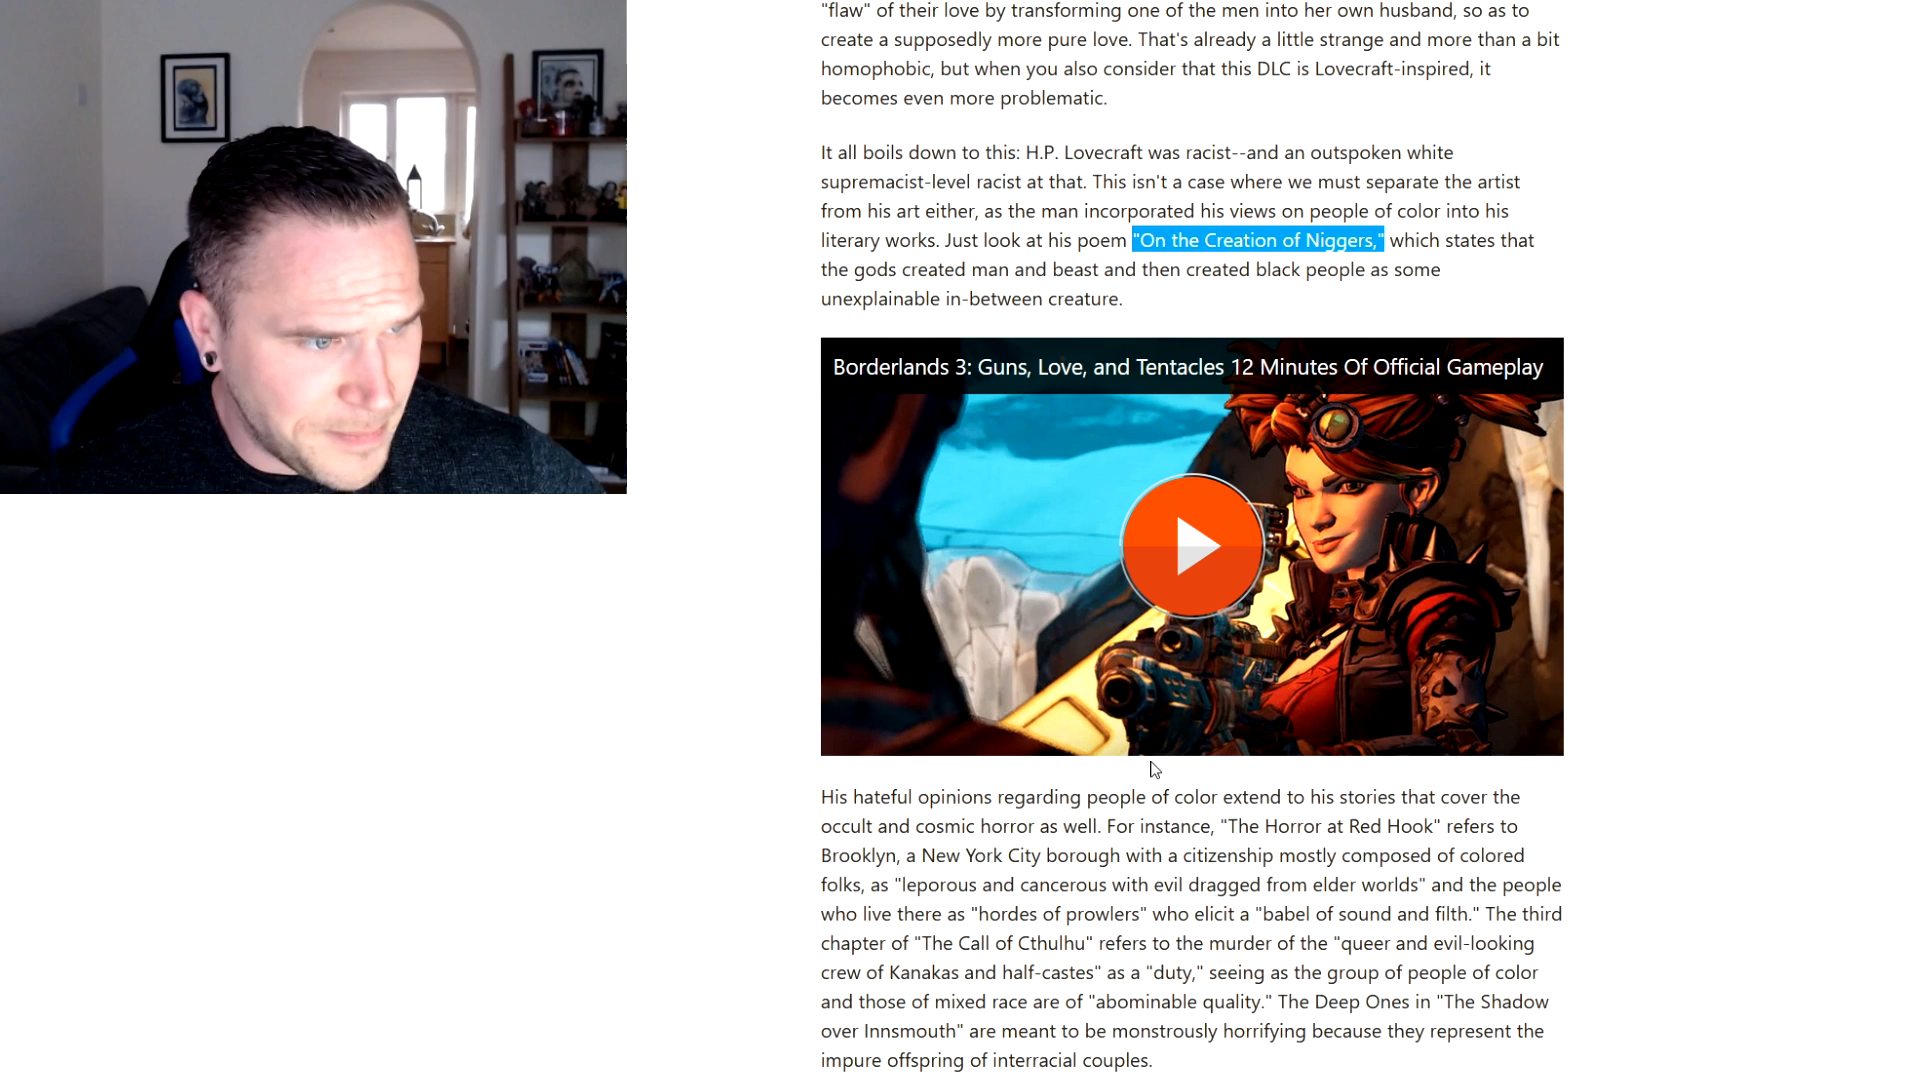 "flaw" of their love by transforming one of the men into her own husband, so as to
create a supposedly more pure love. That's already a little strange and more than a bit
homophobic, but when you also consider that this DLC is Lovecraft-inspired, it
becomes even more problematic.
It all boils down to this: H.P. Lovecraft was racist--and an outspoken white
supremacist-level racist at that. This isn't a case where we must separate the artist
from his art either, as the man incorporated his views on people of color into his
literary works. Just look at his poem "On the Creation of Niggers," which states that
the gods created man and beast and then created black people as some
unexplainable in-between creature.
Borderlands 3: Guns, Love, and Tentacles 12 Minutes Of Official Gameplay
His hateful opinions regarding people of color extend to his stories that cover the
occult and cosmic horror as well. For instance, "The Horror at Red Hook" refers to
Brooklyn, a New York City borough with a citizenship mostly composed of colored
folks, as "leporous and cancerous with evil dragged from elder worlds" and the people
who live there as "hordes of prowlers" who elicit a "babel of sound and filth." The third
chapter of "The Call of Cthulhu" refers to the murder of the "queer and evil-looking
crew of Kanakas and half-castes" as a "duty," seeing as the group of people of color
and those of mixed race are of "abominable quality." The Deep Ones in "The Shadow
over Innsmouth" are meant to be monstrously horrifying because they represent the
impure offspring of interracial couples.